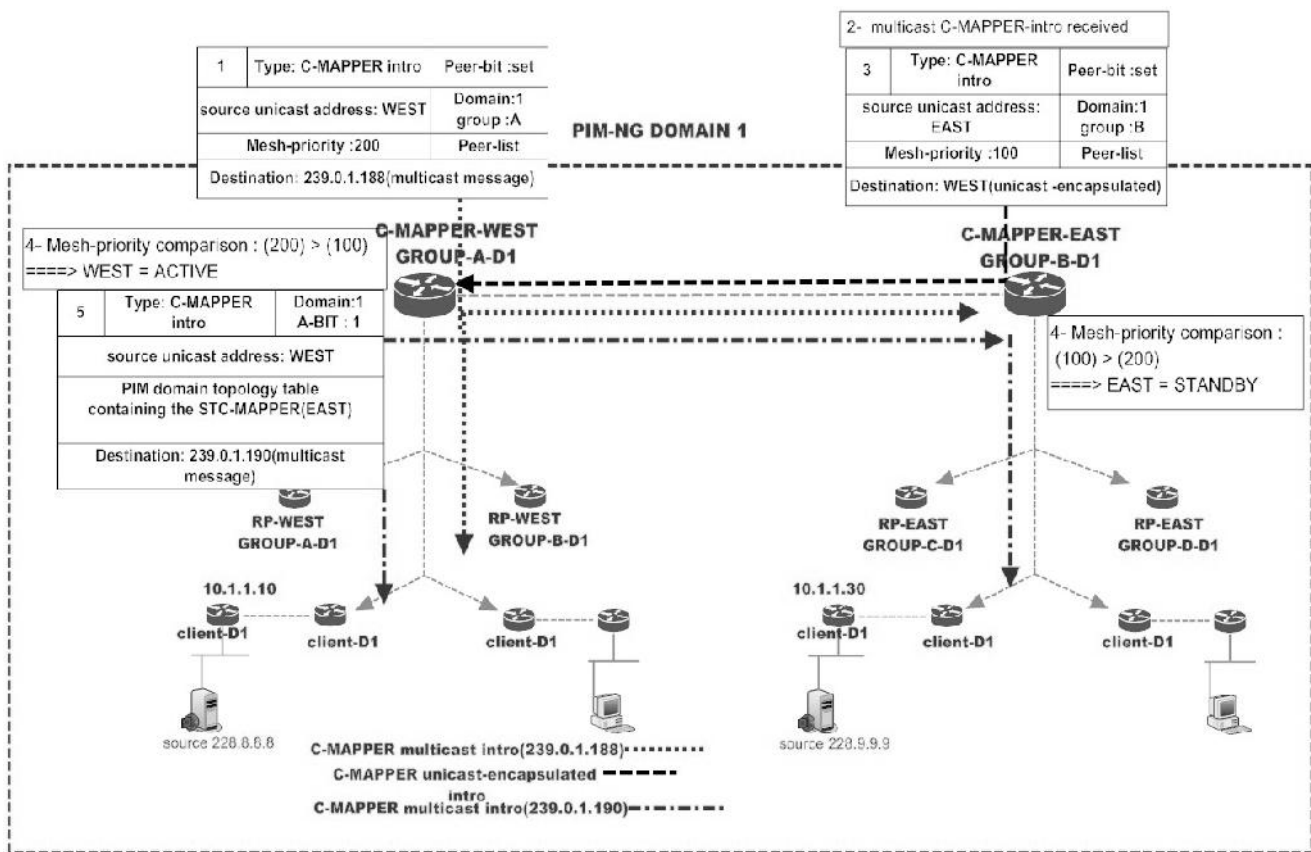 2- multicast C-MAPPER-intro received
1 Type: C-MAPPER intro Peer-bit :set
source unicast address: WEST Domain:1 group :A
Mesh-priority :200 Peer-list
Destination: 239.0.1.188(multicast message)
3 Type: C-MAPPER intro Peer-bit :set
source unicast address: EAST Domain:1 group :B
Mesh-priority :100 Peer-list
Destination: WEST(unicast -encapsulated)
PIM-NG DOMAIN 1
C-MAPPER-WEST
GROUP-A-D1
C-MAPPER-EAST
GROUP-B-D1
4- Mesh-priority comparison : (200) > (100)
====> WEST = ACTIVE
5 Type: C-MAPPER intro Domain:1 A-BIT : 1
source unicast address: WEST
PIM domain topology table
containing the STC-MAPPER(EAST)
Destination: 239.0.1.190(multicast
message)
4- Mesh-priority comparison :
(100) > (200)
====> EAST = STANDBY
RP-WEST
GROUP-A-D1
RP-WEST
GROUP-B-D1
RP-EAST
GROUP-C-D1
RP-EAST
GROUP-D-D1
10.1.1.10
client-D1
client-D1
client-D1
10.1.1.30
client-D1
client-D1
client-D1
source 228.8.8.8
source 228.9.9.9
C-MAPPER multicast intro(239.0.1.188)
C-MAPPER unicast-encapsulated
intro
C-MAPPER multicast intro(239.0.1.190)